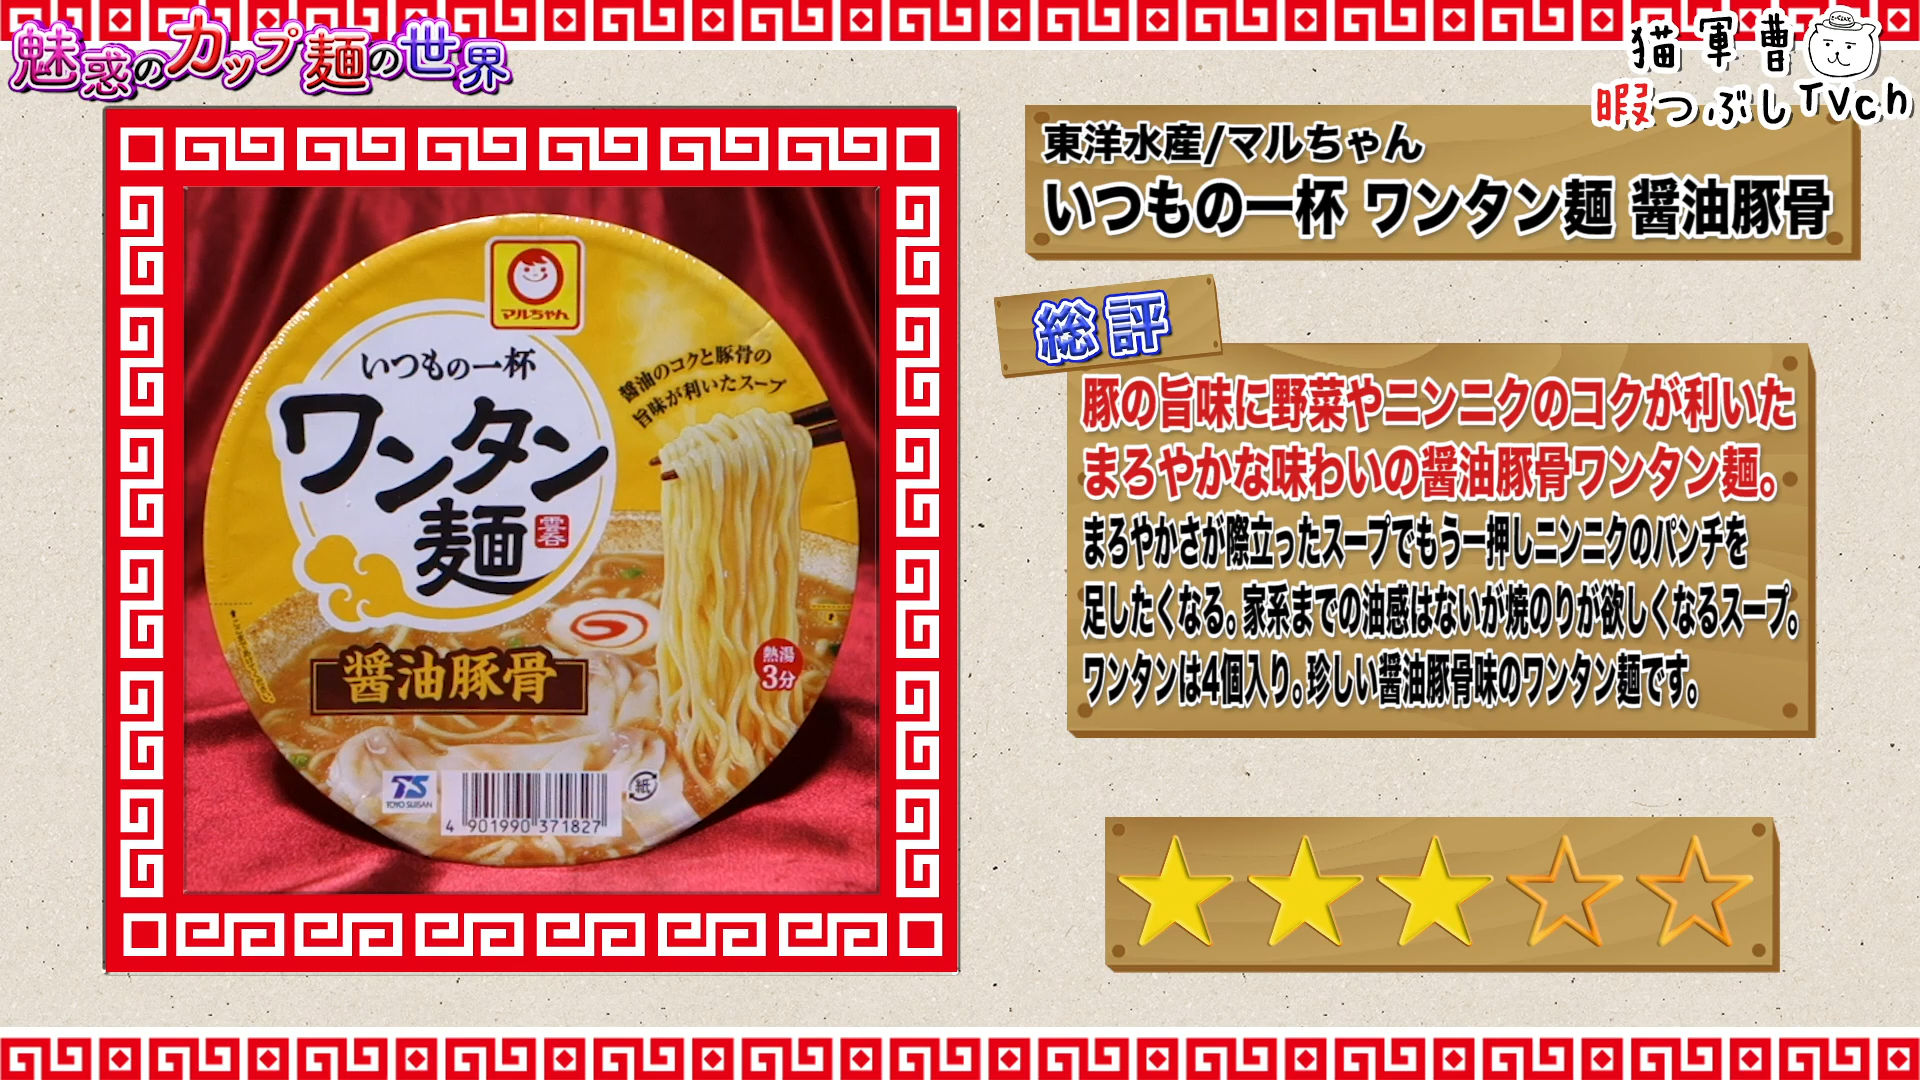 魅惑のカップ麺の世界
猫軍曹
暇つぶしTVch
東洋水産/マルちゃん
いつもの一杯 ワンタン麺 醤油豚骨
総評
豚の旨味に野菜やニンニクのコクが利いた
まろやかな味わいの醤油豚骨ワンタン麺。
まろやかさが際立ったスープでもう一押しニンニクのパンチを
足したくなる。家系までの油感はないが焼のりが欲しくなるスープ。
ワンタンは4個入り。珍しい醤油豚骨味のワンタン麺です。
マルちゃん
いつもの一杯
ワンタン
麺
雲呑
醤油のコクと豚骨の
旨味が利いたスープ
熱湯
3分
醤油豚骨
TS
TOYO SUISAN
紙
4 901990 371827